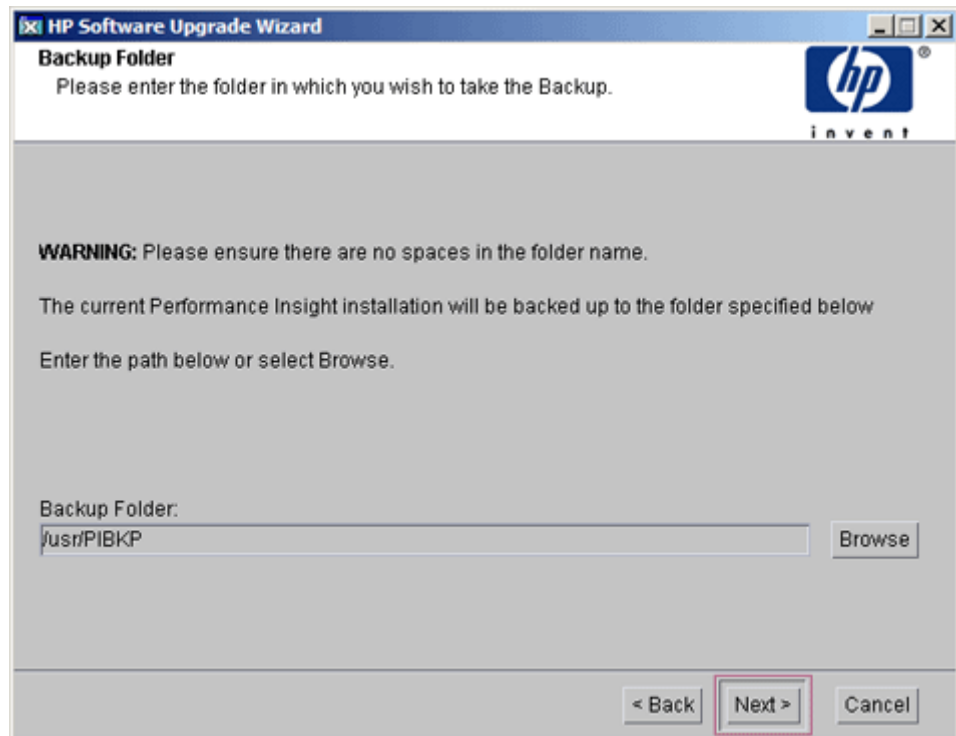 HP Software Upgrade Wizard
Backup Folder
Please enter the folder in which you wish to take the Backup.
hp
®
invent
WARNING: Please ensure there are no spaces in the folder name.
The current Performance Insight installation will be backed up to the folder specified below
Enter the path below or select Browse.
Backup Folder:
/usr/PIBKP
Browse
< Back
Next >
Cancel